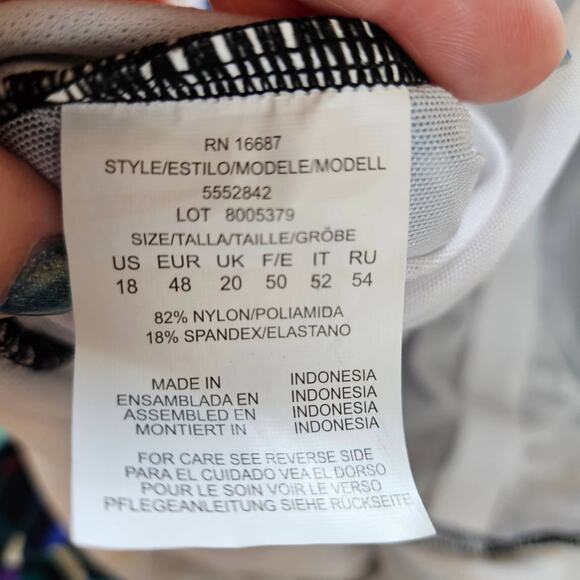 RN 16687
STYLE/ESTILO/MODELE/MODELL
5552842
LOT 8005379
SIZE/TALLA/TAILLE/GRÖBE
US EUR UK F/E IT RU
18 48 20 50 52 54
82% NYLON/POLIAMIDA
18% SPANDEX/ELASTANO
MADE IN INDONESIA
ENSAMBLADA EN INDONESIA
ASSEMBLED EN INDONESIA
MONTIERT IN INDONESIA
FOR CARE SEE REVERSE SIDE
PARA EL CUIDADO VEA EL DORSO
POUR LE SOIN VOIR LE VERSO
PFLEGEANLEITUNG SIEHE RÜCKSEITE